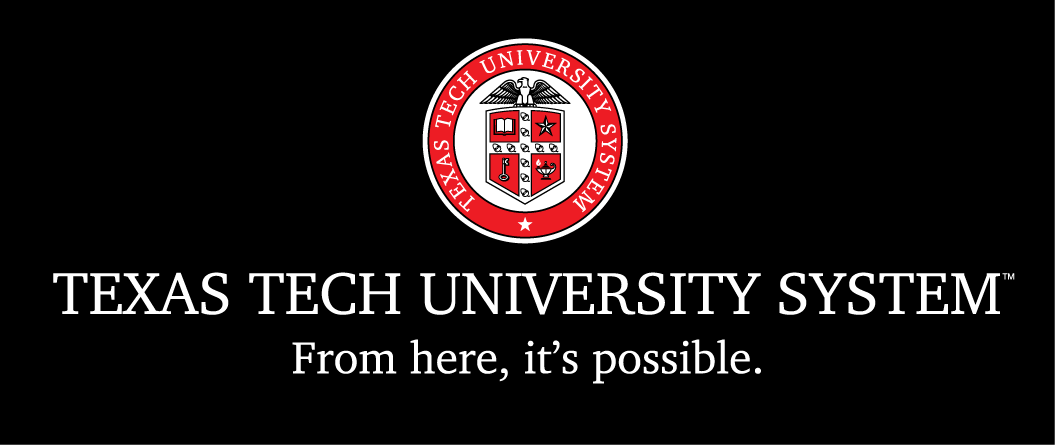 TEXAS TECH UNIVERSITY SYSTEM
TEXAS TECH UNIVERSITY SYSTEM™
From here, it's possible.